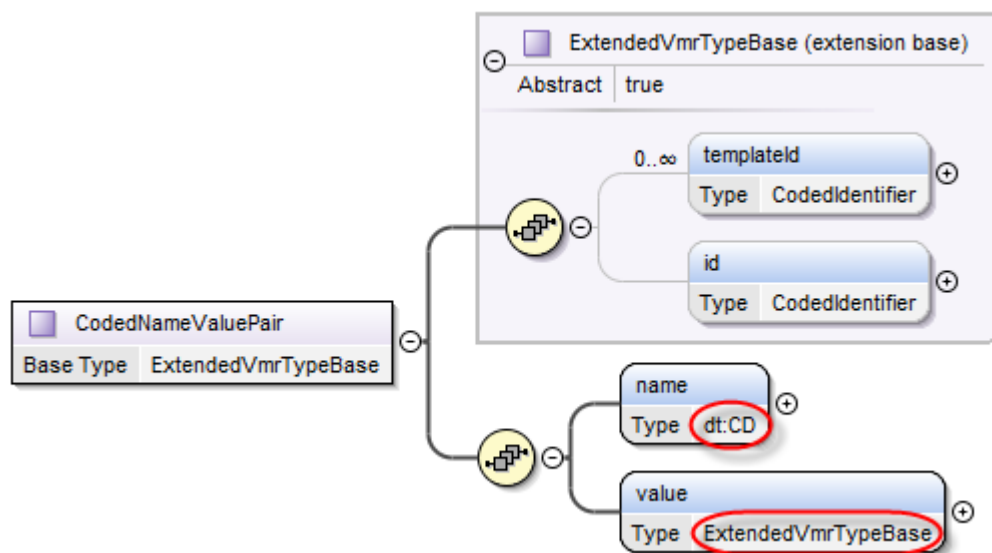 ExtendedVmrTypeBase (extension base)
Abstract true
0..∞ templateId
Type CodedIdentifier
id
Type CodedIdentifier
CodedNameValuePair
Base Type ExtendedVmrTypeBase
name
Type dt:CD
value
Type ExtendedVmrTypeBase